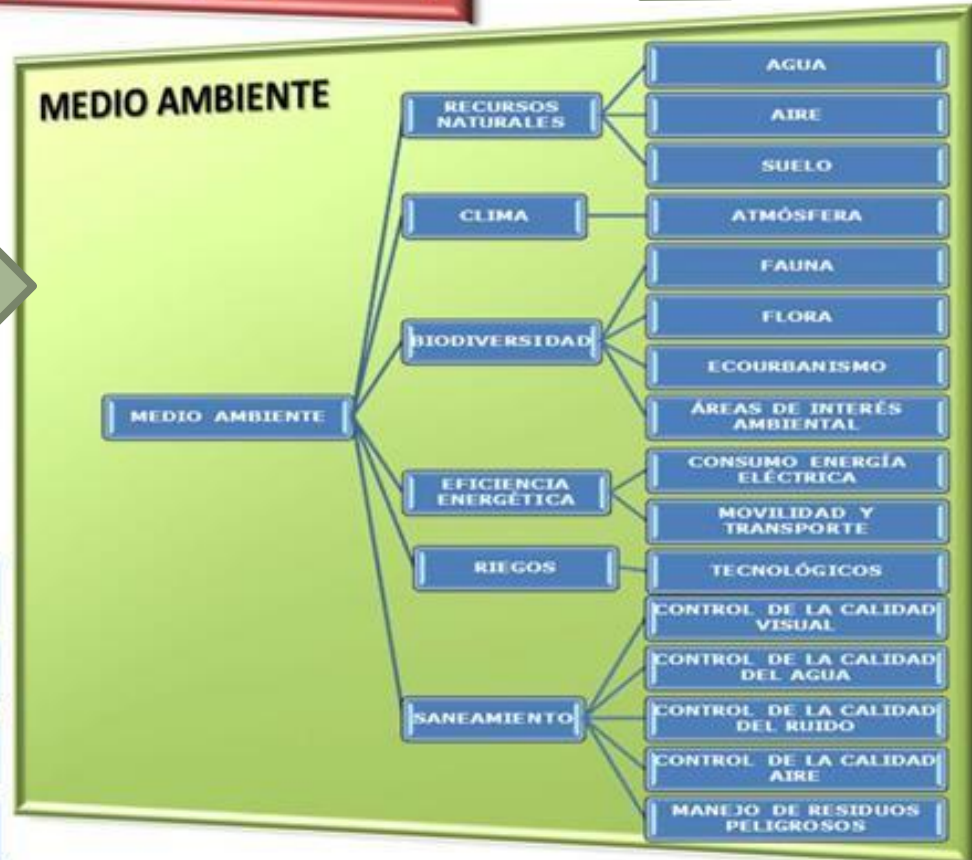 MEDIO AMBIENTE
MEDIO AMBIENTE
RECURSOS
NATURALES
AGUA
AIRE
SUELO
CLIMA
ATMÓSFERA
BIODIVERSIDAD
FAUNA
FLORA
ECOURBANISMO
ÁREAS DE INTERÉS
AMBIENTAL
EFICIENCIA
ENERGÉTICA
CONSUMO ENERGÍA
ELÉCTRICA
MOVILIDAD Y
TRANSPORTE
RIEGOS
TECNOLÓGICOS
SANEAMIENTO
CONTROL DE LA CALIDAD
VISUAL
CONTROL DE LA CALIDAD
DEL AGUA
CONTROL DE LA CALIDAD
DEL RUIDO
CONTROL DE LA CALIDAD
AIRE
MANEJO DE RESIDUOS
PELIGROSOS